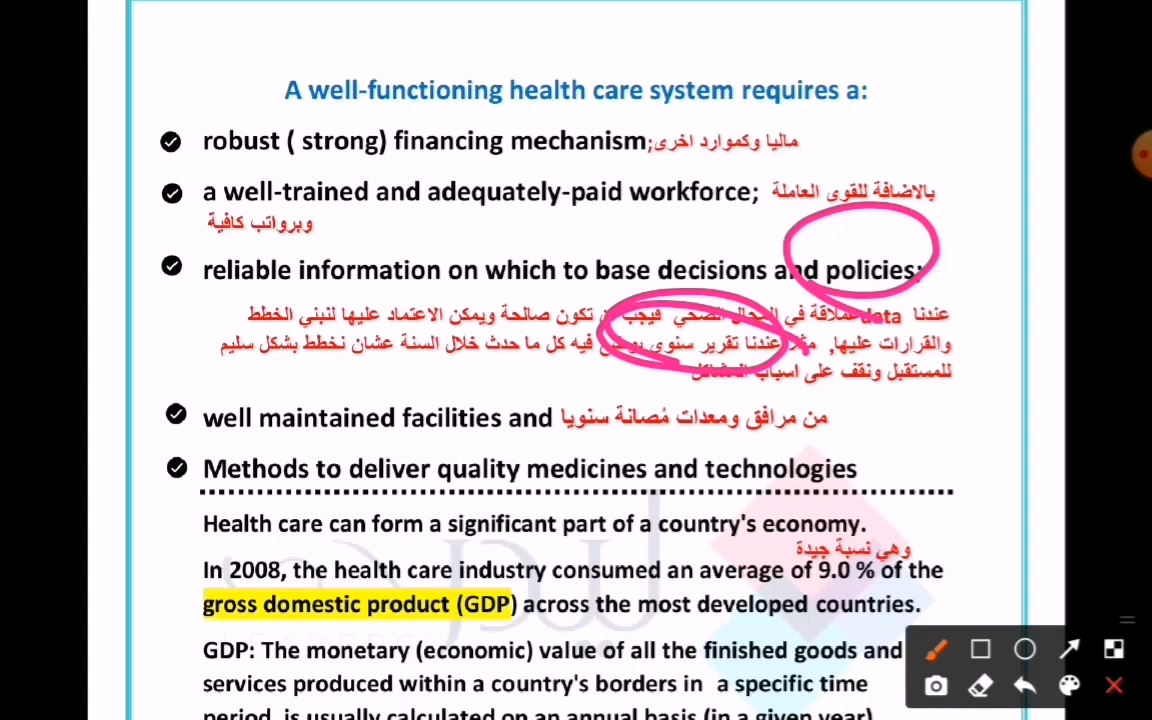 A well-functioning health care system requires a:
robust ( strong) financing mechanism;ماليا وكموارد اخرى
a well-trained and adequately-paid workforce; بالاضافة للقوى العاملة
وبرواتب كافية
reliable information on which to base decisions and policies;
عندنا data عملاقة في المجال الصحي فيجب تكون صالحة ويمكن الاعتماد عليها لنبني الخطط
والقرارات عليها, مثلا عندنا تقرير سنوي يوضح فيه كل ما حدث خلال السنة عشان نخطط بشكل سليم
للمستقبل ونقف على اسباب المشاكل
well maintained facilities and من مرافق ومعدات مُصانة سنويا
Methods to deliver quality medicines and technologies
Health care can form a significant part of a country's economy.
وهي نسبة جيدة
In 2008, the health care industry consumed an average of 9.0 % of the
gross domestic product (GDP) across the most developed countries.
GDP: The monetary (economic) value of all the finished goods and
services produced within a country's borders in a specific time
period, is usually calculated on an annual basis (in a given year)